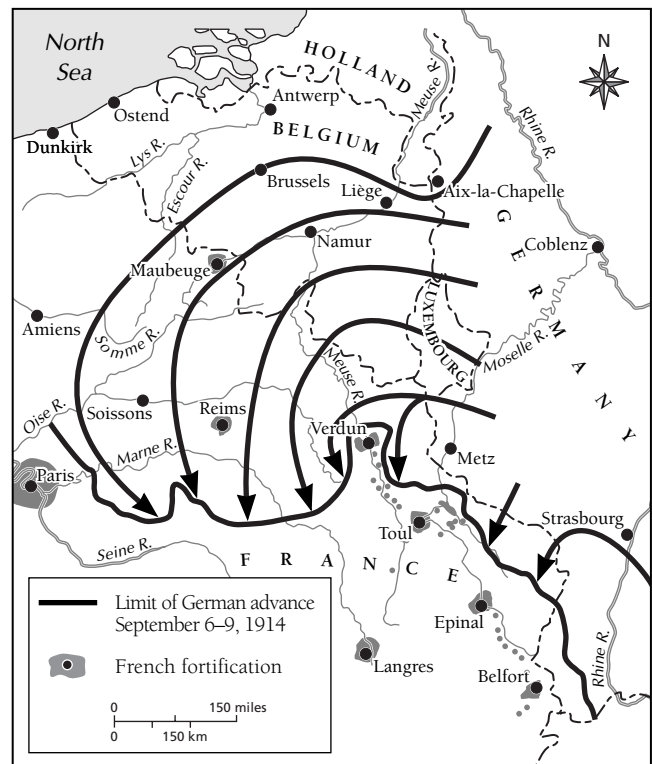 North
Sea
HOLLAND
N
Meuse R.
Rhine R.
Antwerp
Ostend
Dunkirk
BELGIUM
Lys R.
Escour R.
Brussels
Liège
Aix-la-Chapelle
Namur
Coblenz
Maubeuge
GERMANY
LUXEMBOURG
Amiens
Somme R.
Moselle R.
Meuse R.
Oise R.
Soissons
Reims
Verdun
Marne R.
Metz
Paris
Strasbourg
Toul
Seine R.
FRANCE
Epinal
Langres
Belfort
Rhine R.
Limit of German advance
September 6–9, 1914
French fortification
0 150 miles
0 150 km